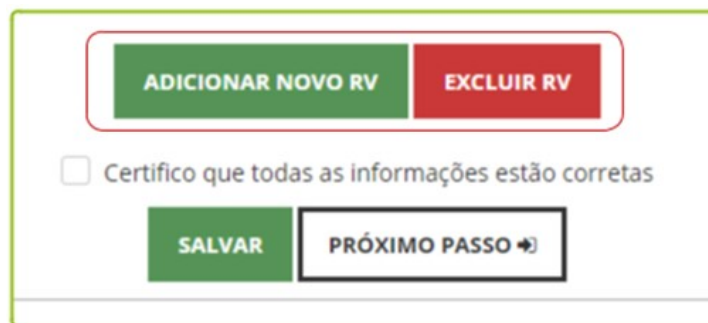 ADICIONAR NOVO RV EXCLUIR RV
Certifico que todas as informações estão corretas
SALVAR PRÓXIMO PASSO